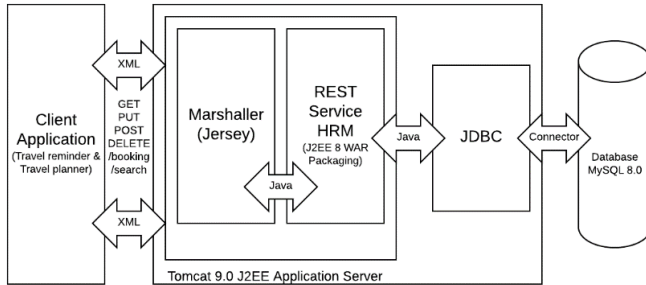 Client
Application
(Travel reminder &
Travel planner)
XML
GET
PUT
POST
DELETE
/booking
/search
XML
Marshaller
(Jersey)
Java
REST
Service
HRM
(J2EE 8 WAR
Packaging)
Java
JDBC
Connector
Database
MySQL 8.0
Tomcat 9.0 J2EE Application Server